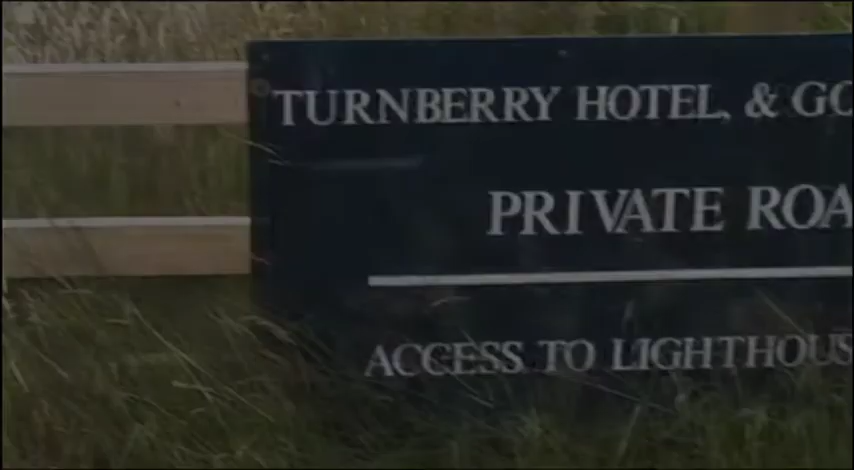 TURNBERRY HOTEL, & GO
PRIVATE ROA
ACCESS TO LIGHTHOUS